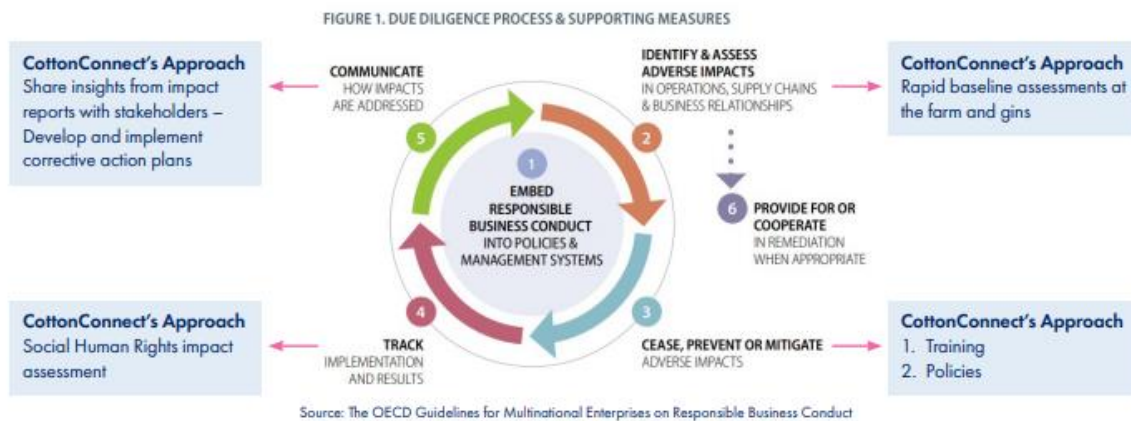 FIGURE 1. DUE DILIGENCE PROCESS & SUPPORTING MEASURES
CottonConnect's Approach
Share insights from impact
reports with stakeholders –
Develop and implement
corrective action plans
COMMUNICATE
HOW IMPACTS
ARE ADDRESSED
5
IDENTIFY & ASSESS
ADVERSE IMPACTS
IN OPERATIONS, SUPPLY CHAINS
& BUSINESS RELATIONSHIPS
2
CottonConnect's Approach
Rapid baseline assessments at
the farm and gins
1
EMBED
RESPONSIBLE
BUSINESS CONDUCT
INTO POLICIES &
MANAGEMENT SYSTEMS
6
PROVIDE FOR OR
COOPERATE
IN REMEDIATION
WHEN APPROPRIATE
CottonConnect's Approach
Social Human Rights impact
assessment
4
TRACK
IMPLEMENTATION
AND RESULTS
3
CEASE, PREVENT OR MITIGATE
ADVERSE IMPACTS
CottonConnect's Approach
1. Training
2. Policies
Source: The OECD Guidelines for Multinational Enterprises on Responsible Business Conduct